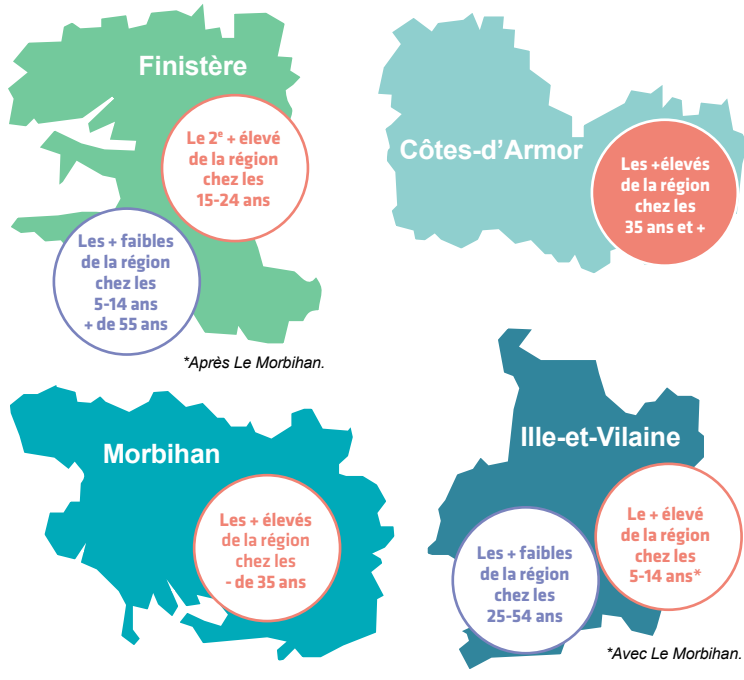 Finistère
Le 2e + élevé
de la région
chez les
15-24 ans
Les + faibles
de la région
chez les
5-14 ans
+ de 55 ans
*Après Le Morbihan.
Côtes-d'Armor
Les +élevés
de la région
chez les
35 ans et +
Morbihan
Les + élevés
de la région
chez les
- de 35 ans
Ille-et-Vilaine
Les + faibles
de la région
chez les
25-54 ans
Le + élevé
de la région
chez les
5-14 ans*
*Avec Le Morbihan.